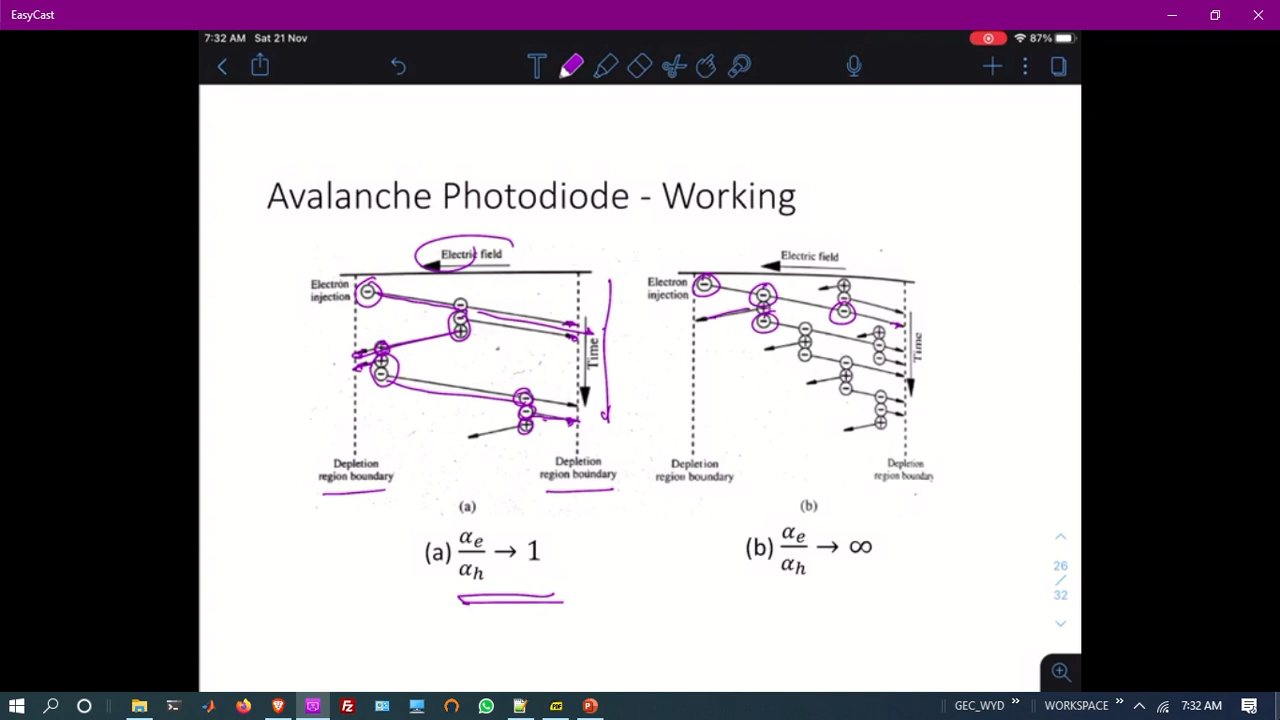 EasyCast
7:32 AM Sat 21 Nov
87%
T
Avalanche Photodiode - Working
Electric field
Electron
injection
Time
Depletion
region boundary
Depletion
region boundary
(a)
Electric field
Electron
injection
Time
Depletion
region boundary
Depletion
region boundary
(b)
(a) αe/αh → 1
(b) αe/αh → ∞
26
/
32
GEC_WYD
WORKSPACE
7:32 AM